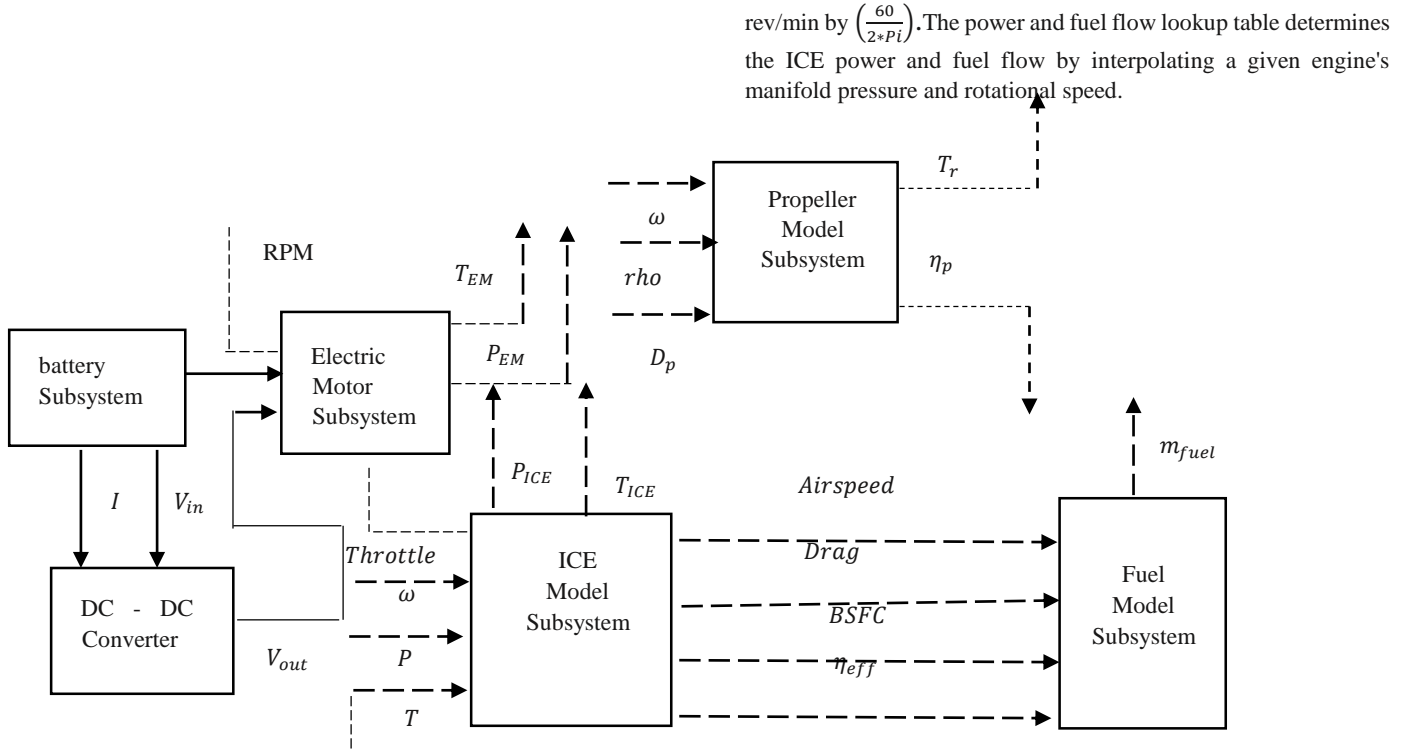 rev/min by (60/2*Pi).The power and fuel flow lookup table determines
the ICE power and fuel flow by interpolating a given engine's
manifold pressure and rotational speed.
T_r
Propeller
Model
Subsystem
ω
RPM
η_p
T_EM
rho
battery
Subsystem
Electric
Motor
Subsystem
P_EM
D_p
m_fuel
P_ICE
T_ICE
Airspeed
I
V_in
Throttle
ICE
Model
Subsystem
Drag
Fuel
Model
Subsystem
ω
BSFC
DC - DC
Converter
V_out
P
η_eff
T